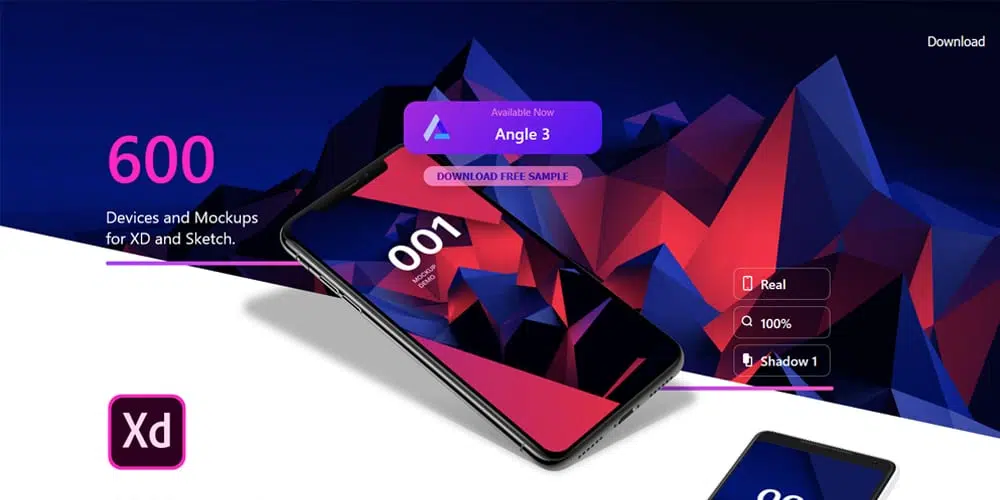 Download
Available Now
Angle 3
DOWNLOAD FREE SAMPLE
600
Devices and Mockups
for XD and Sketch.
001
MOCKUP
DEMO
Real
100%
Shadow 1
Xd